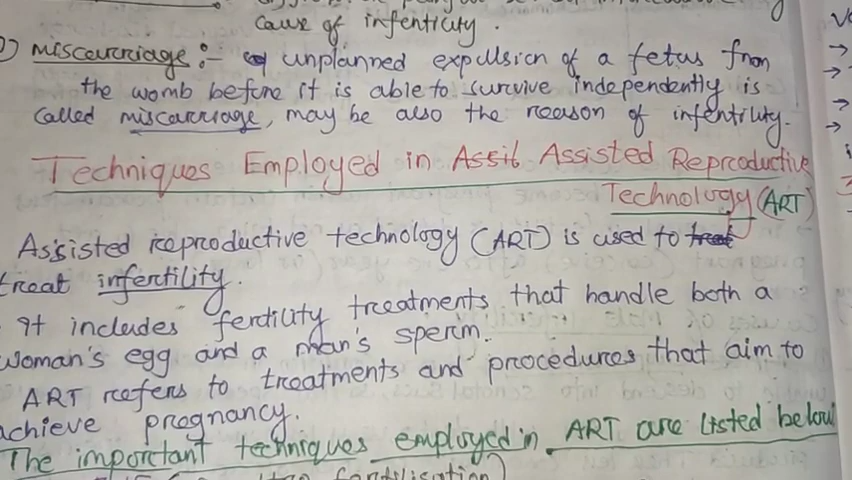 cause of infenticity.
miscarriage:- unplanned expulsion of a fetus from
the womb before it is able to survive independently is
called miscarriage, may be also the reason of infentility.
Techniques Employed in Assit Assisted Reproductive
Technology (ART)
Assisted reproductive technology (ART) is used to treat
treat infertility.
It includes fertility treatments that handle both a
woman's egg and a man's sperm.
ART refers to treatments and procedures that aim to
achieve pregnancy.
The important techniques employed in ART are listed below
fertilisation)